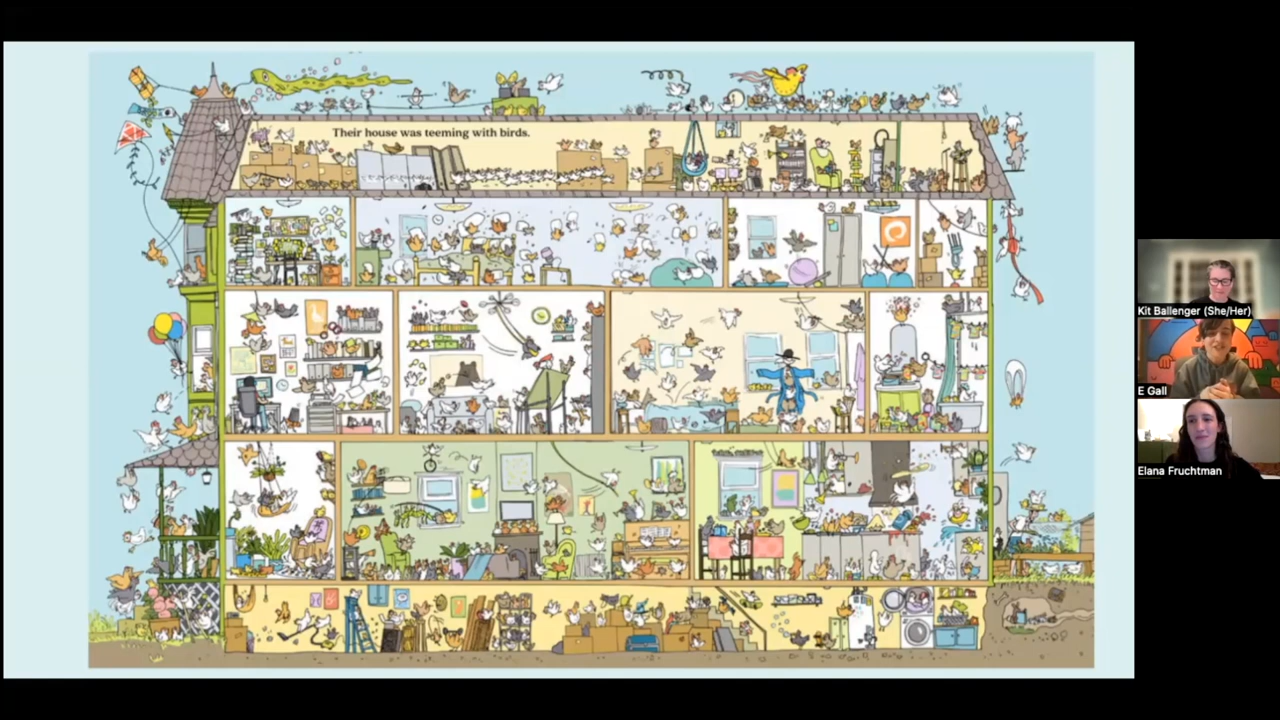 Their house was teeming with birds.
Kit Ballenger (She/Her)
E Gall
Elana Fruchtman